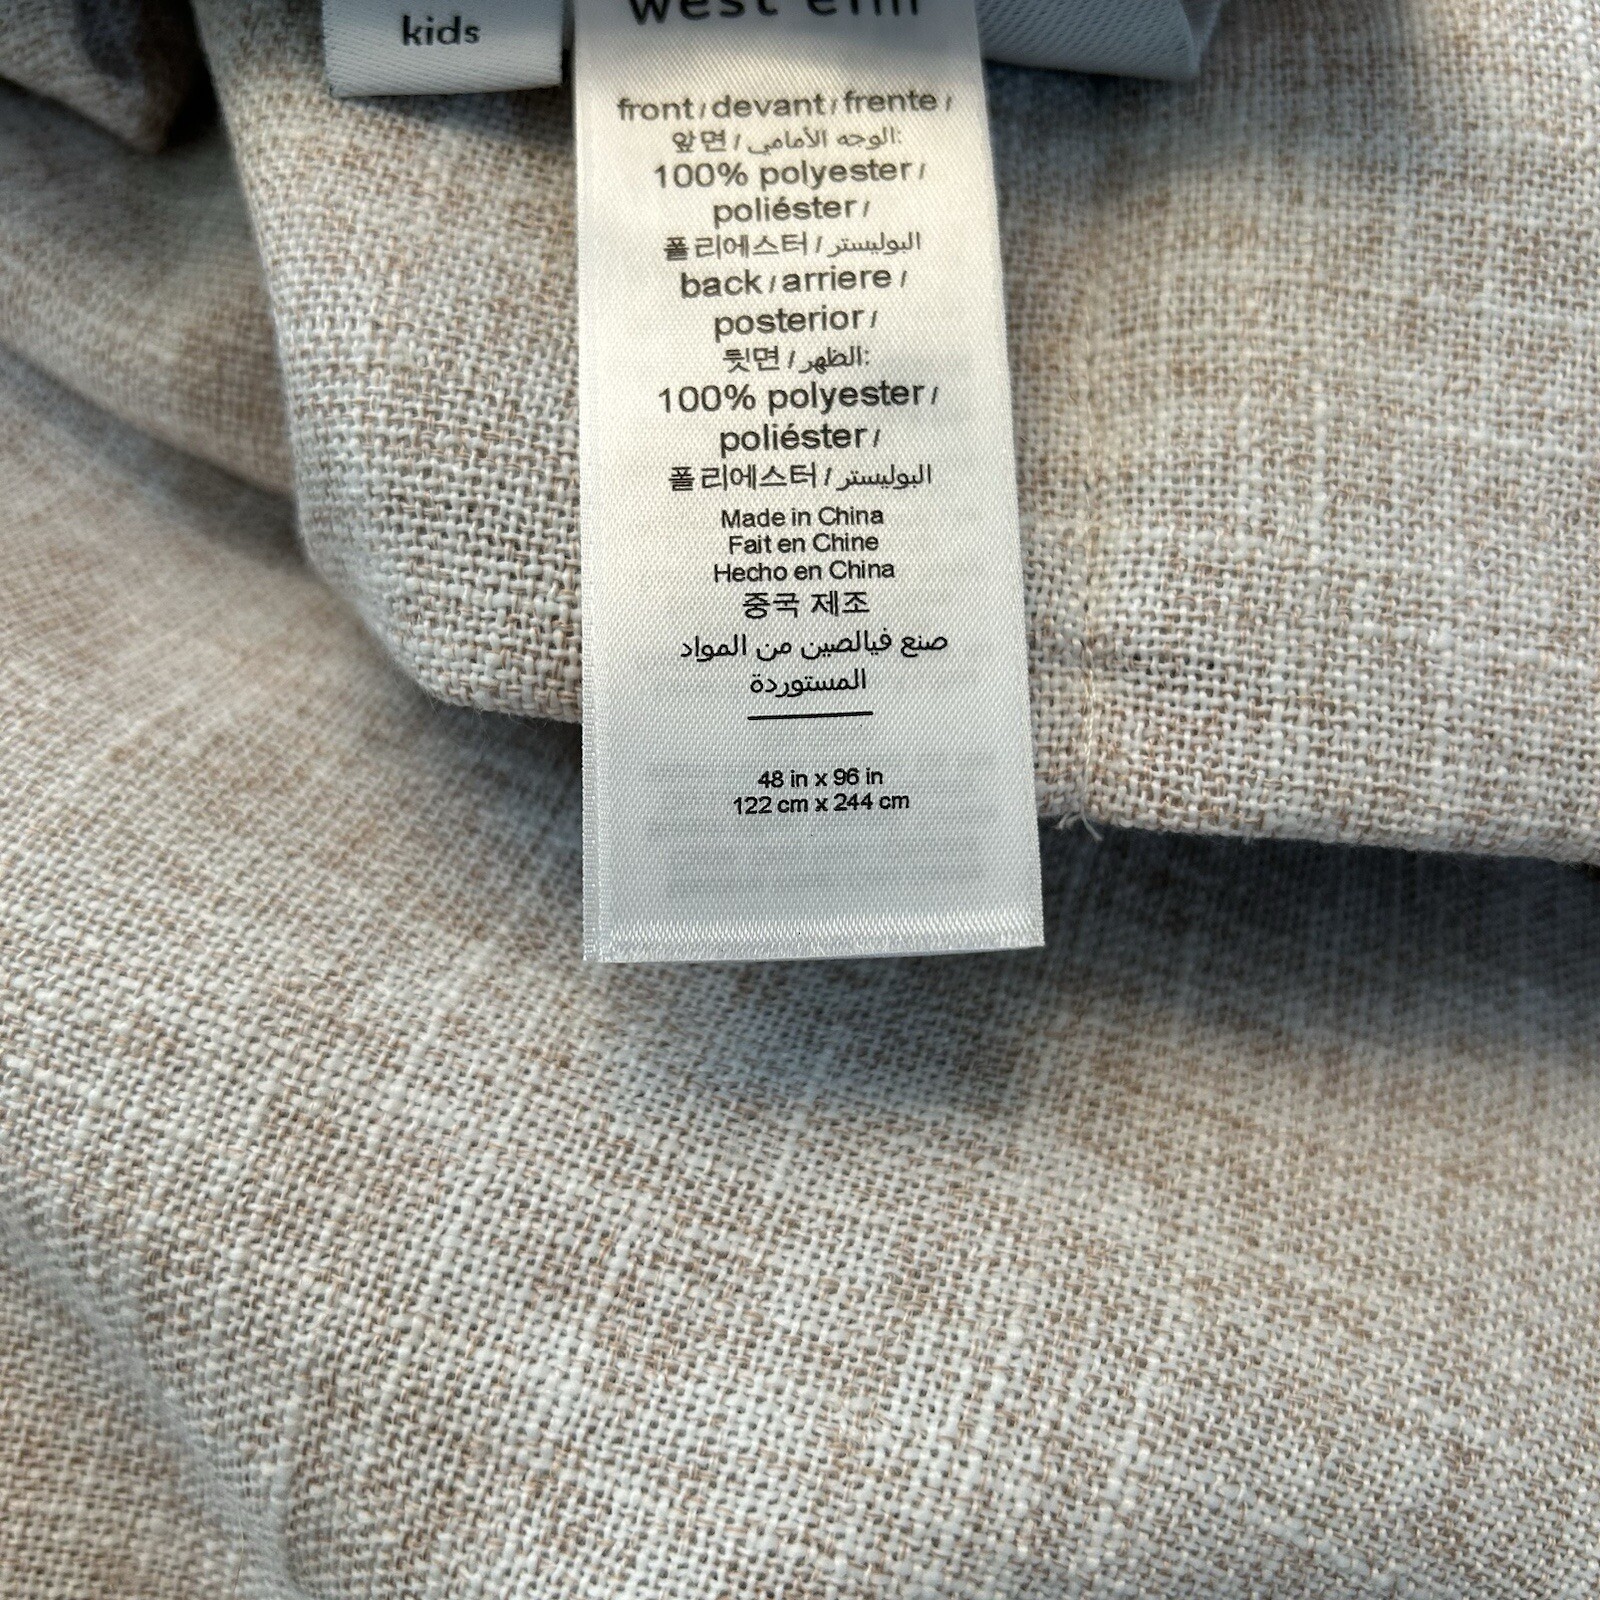 kids
west elm
front / devant / frente /
앞면 / الوجه الأمامي:
100% polyester /
poliéster /
폴리에스터 / البوليستر
back / arriere /
posterior /
뒷면 / الظهر:
100% polyester /
poliéster /
폴리에스터 / البوليستر
Made in China
Fait en Chine
Hecho en China
중국 제조
صنع فيالصين من المواد
المستوردة
48 in x 96 in
122 cm x 244 cm